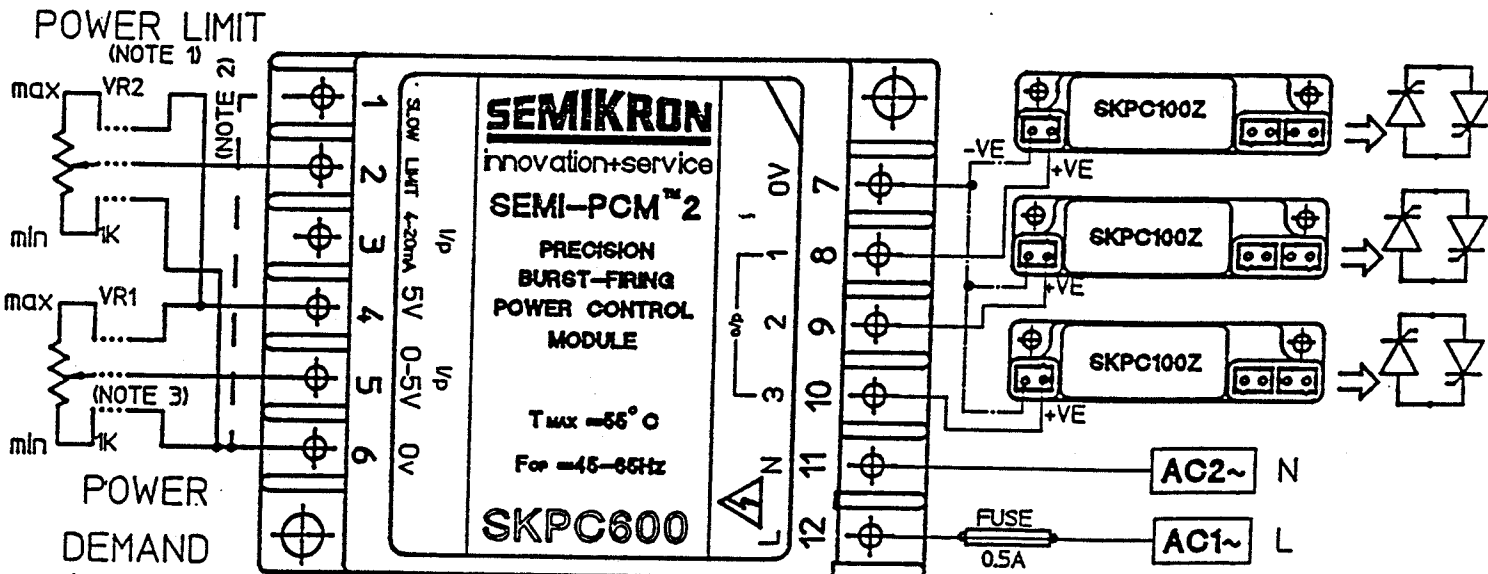 POWER LIMIT
(NOTE 1)
(NOTE 2)
max
VR2
min
1K
max
VR1
(NOTE 3)
min
1K
POWER
DEMAND
1
2
3
4
5
6
SLOW
LIMIT
4-20mA
I/p
5V
0-5V
I/p
0v
SEMIKRON
innovation+service
SEMI-PCM™2
PRECISION
BURST-FIRING
POWER CONTROL
MODULE
TMAX =55°C
FOP =45-65Hz
SKPC600
0V
1
2
3
o/p
N
L
7
8
9
10
11
12
-VE
+VE
SKPC100Z
+VE
SKPC100Z
+VE
SKPC100Z
AC2~ N
FUSE
0.5A
AC1~ L